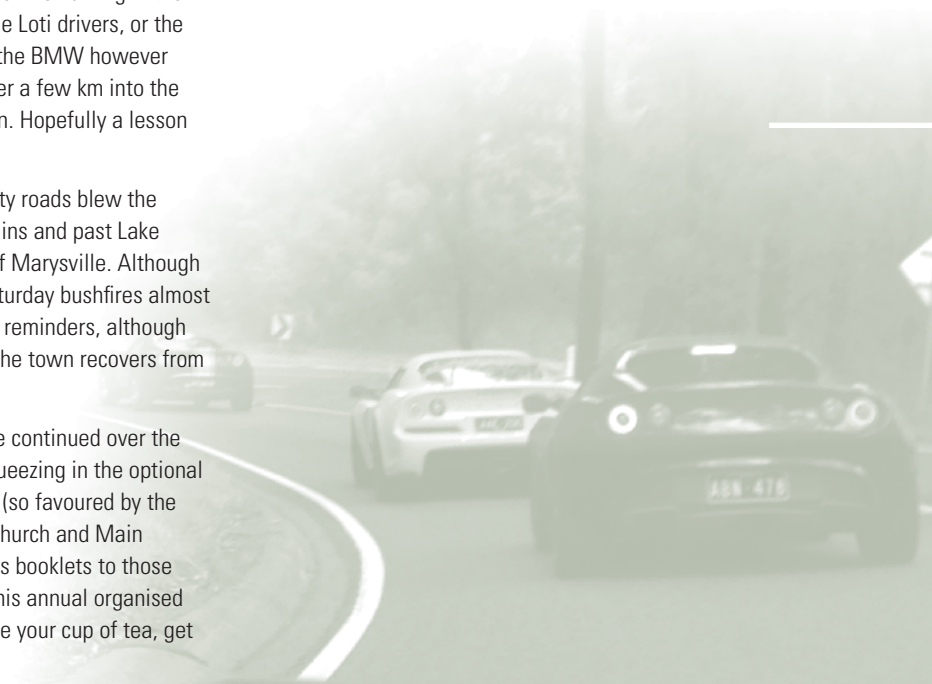 e Loti drivers, or the
the BMW however
er a few km into the
n. Hopefully a lesson
ty roads blew the
ins and past Lake
f Marysville. Although
turday bushfires almost
reminders, although
he town recovers from
e continued over the
ueezing in the optional
(so favoured by the
hurch and Main
s booklets to those
his annual organised
e your cup of tea, get
ABN·476